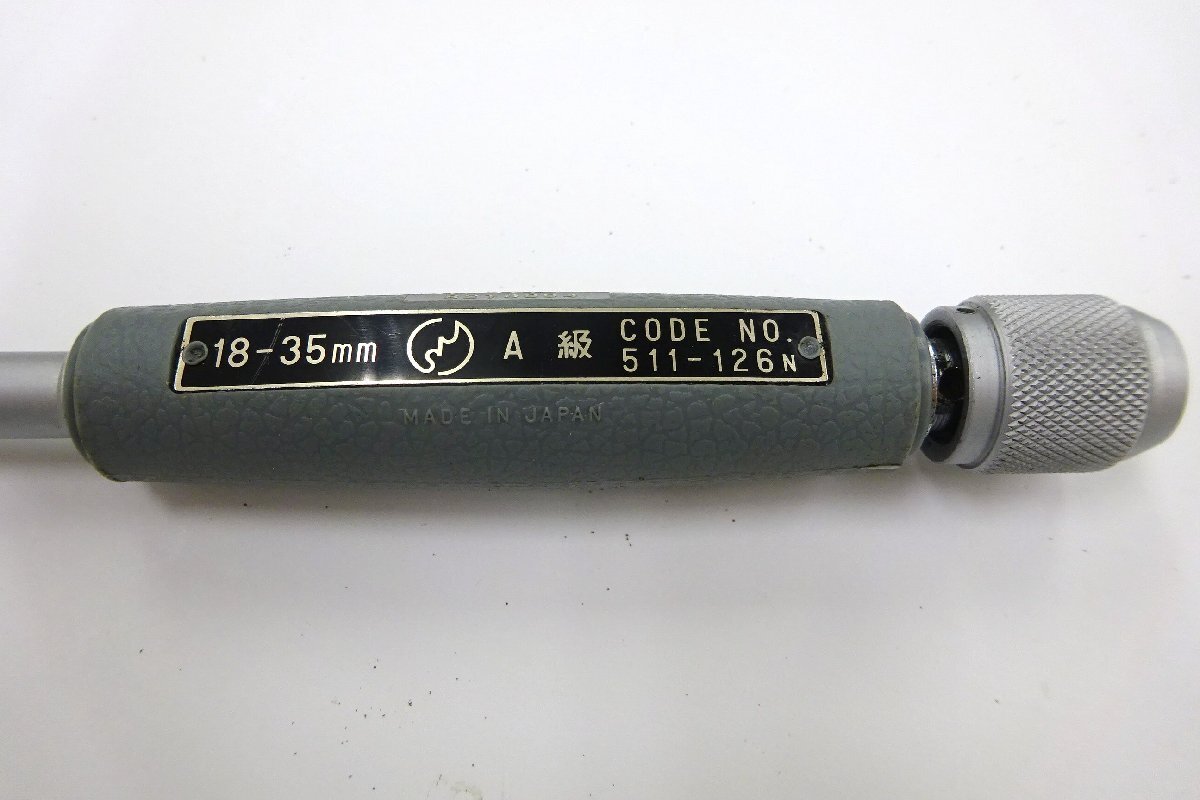 18-35mm A 級 CODE NO.
511-126N
MADE IN JAPAN